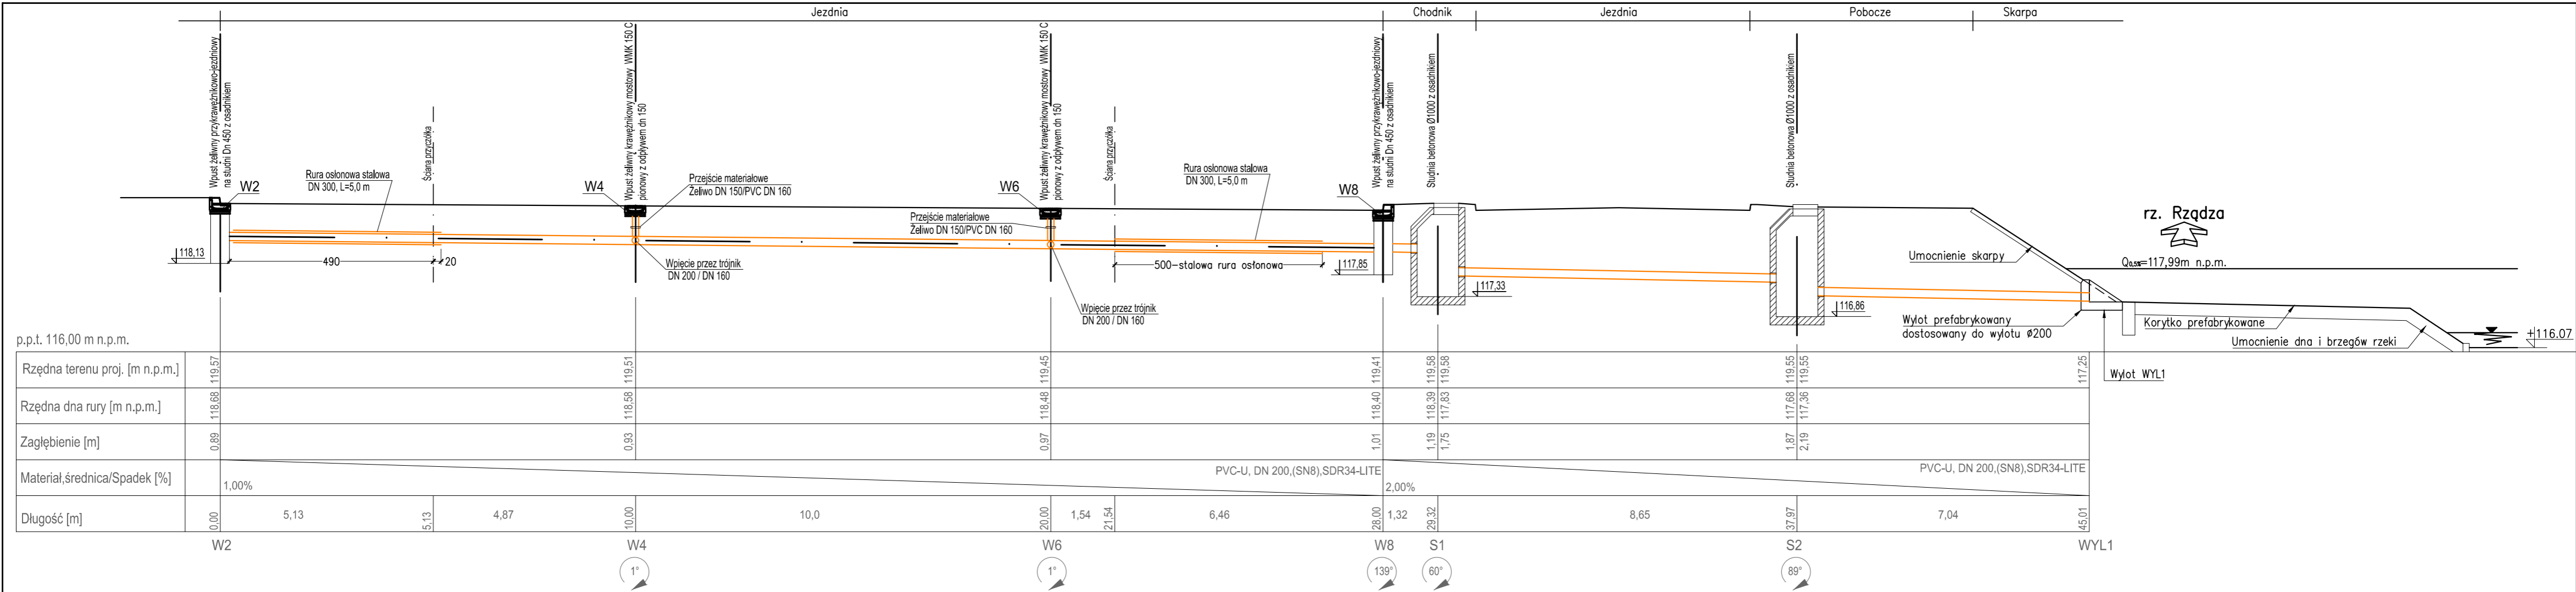 Jezdnia
Chodnik
Jezdnia
Pobocze
Skarpa
Wpust żeliwny przykrawężnikowo-jezdniowy
na studni Dn 450 z osadnikiem
Ściana przyczółka
Wpust żeliwny krawężnikowy mostowy WMK 150 C
pionowy z odpływem dn 150
Wpust żeliwny krawężnikowy mostowy WMK 150 C
pionowy z odpływem dn 150
Ściana przyczółka
Wpust żeliwny przykrawężnikowo-jezdniowy
na studni Dn 450 z osadnikiem
Studnia betonowa Ø1000 z osadnikiem
Studnia betonowa Ø1000 z osadnikiem
W2
Rura osłonowa stalowa
DN 300, L=5,0 m
W4
Przejście materiałowe
Żeliwo DN 150/PVC DN 160
W6
Przejście materiałowe
Żeliwo DN 150/PVC DN 160
Rura osłonowa stalowa
DN 300, L=5,0 m
W8
rz. Rządza
118,13
490
20
Wpięcie przez trójnik
DN 200 / DN 160
500-stalowa rura osłonowa
117,85
117,33
Umocnienie skarpy
Q0,5%=117,99m n.p.m.
Wpięcie przez trójnik
DN 200 / DN 160
116,86
Wylot prefabrykowany
dostosowany do wylotu ø200
Korytko prefabrykowane
Umocnienie dna i brzegów rzeki
+116.07
Wylot WYL1
p.p.t. 116,00 m n.p.m.
Rzędna terenu proj. [m n.p.m.] 119,57 119,51 119,45 119,41 119,58 119,58 119,55 119,55 117,25
Rzędna dna rury [m n.p.m.] 118,68 118,58 118,48 118,40 118,39 117,83 117,68 117,36
Zagłębienie [m] 0,89 0,93 0,97 1,01 1,19 1,75 1,87 2,19
Materiał,średnica/Spadek [%] 1,00% PVC-U, DN 200,(SN8),SDR34-LITE 2,00% PVC-U, DN 200,(SN8),SDR34-LITE
Długość [m] 0,00 5,13 5,13 4,87 10,00 10,0 20,00 1,54 21,54 6,46 28,00 1,32 29,32 8,65 37,97 7,04 45,01
W2 W4 W6 W8 S1 S2 WYL1
1° 1° 139° 60° 89°